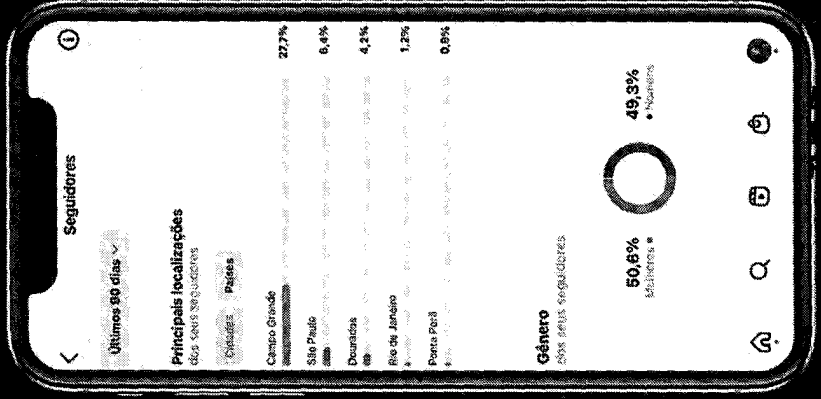 Seguidores
Últimos 90 dias
Principais localizações
dos seus seguidores
Cidades Países
Campo Grande
27,7%
São Paulo
6,4%
Dourados
4,2%
Rio de Janeiro
1,2%
Ponta Porã
0,8%
Gênero
dos seus seguidores
50,6% 49,3%
Mulheres Homens